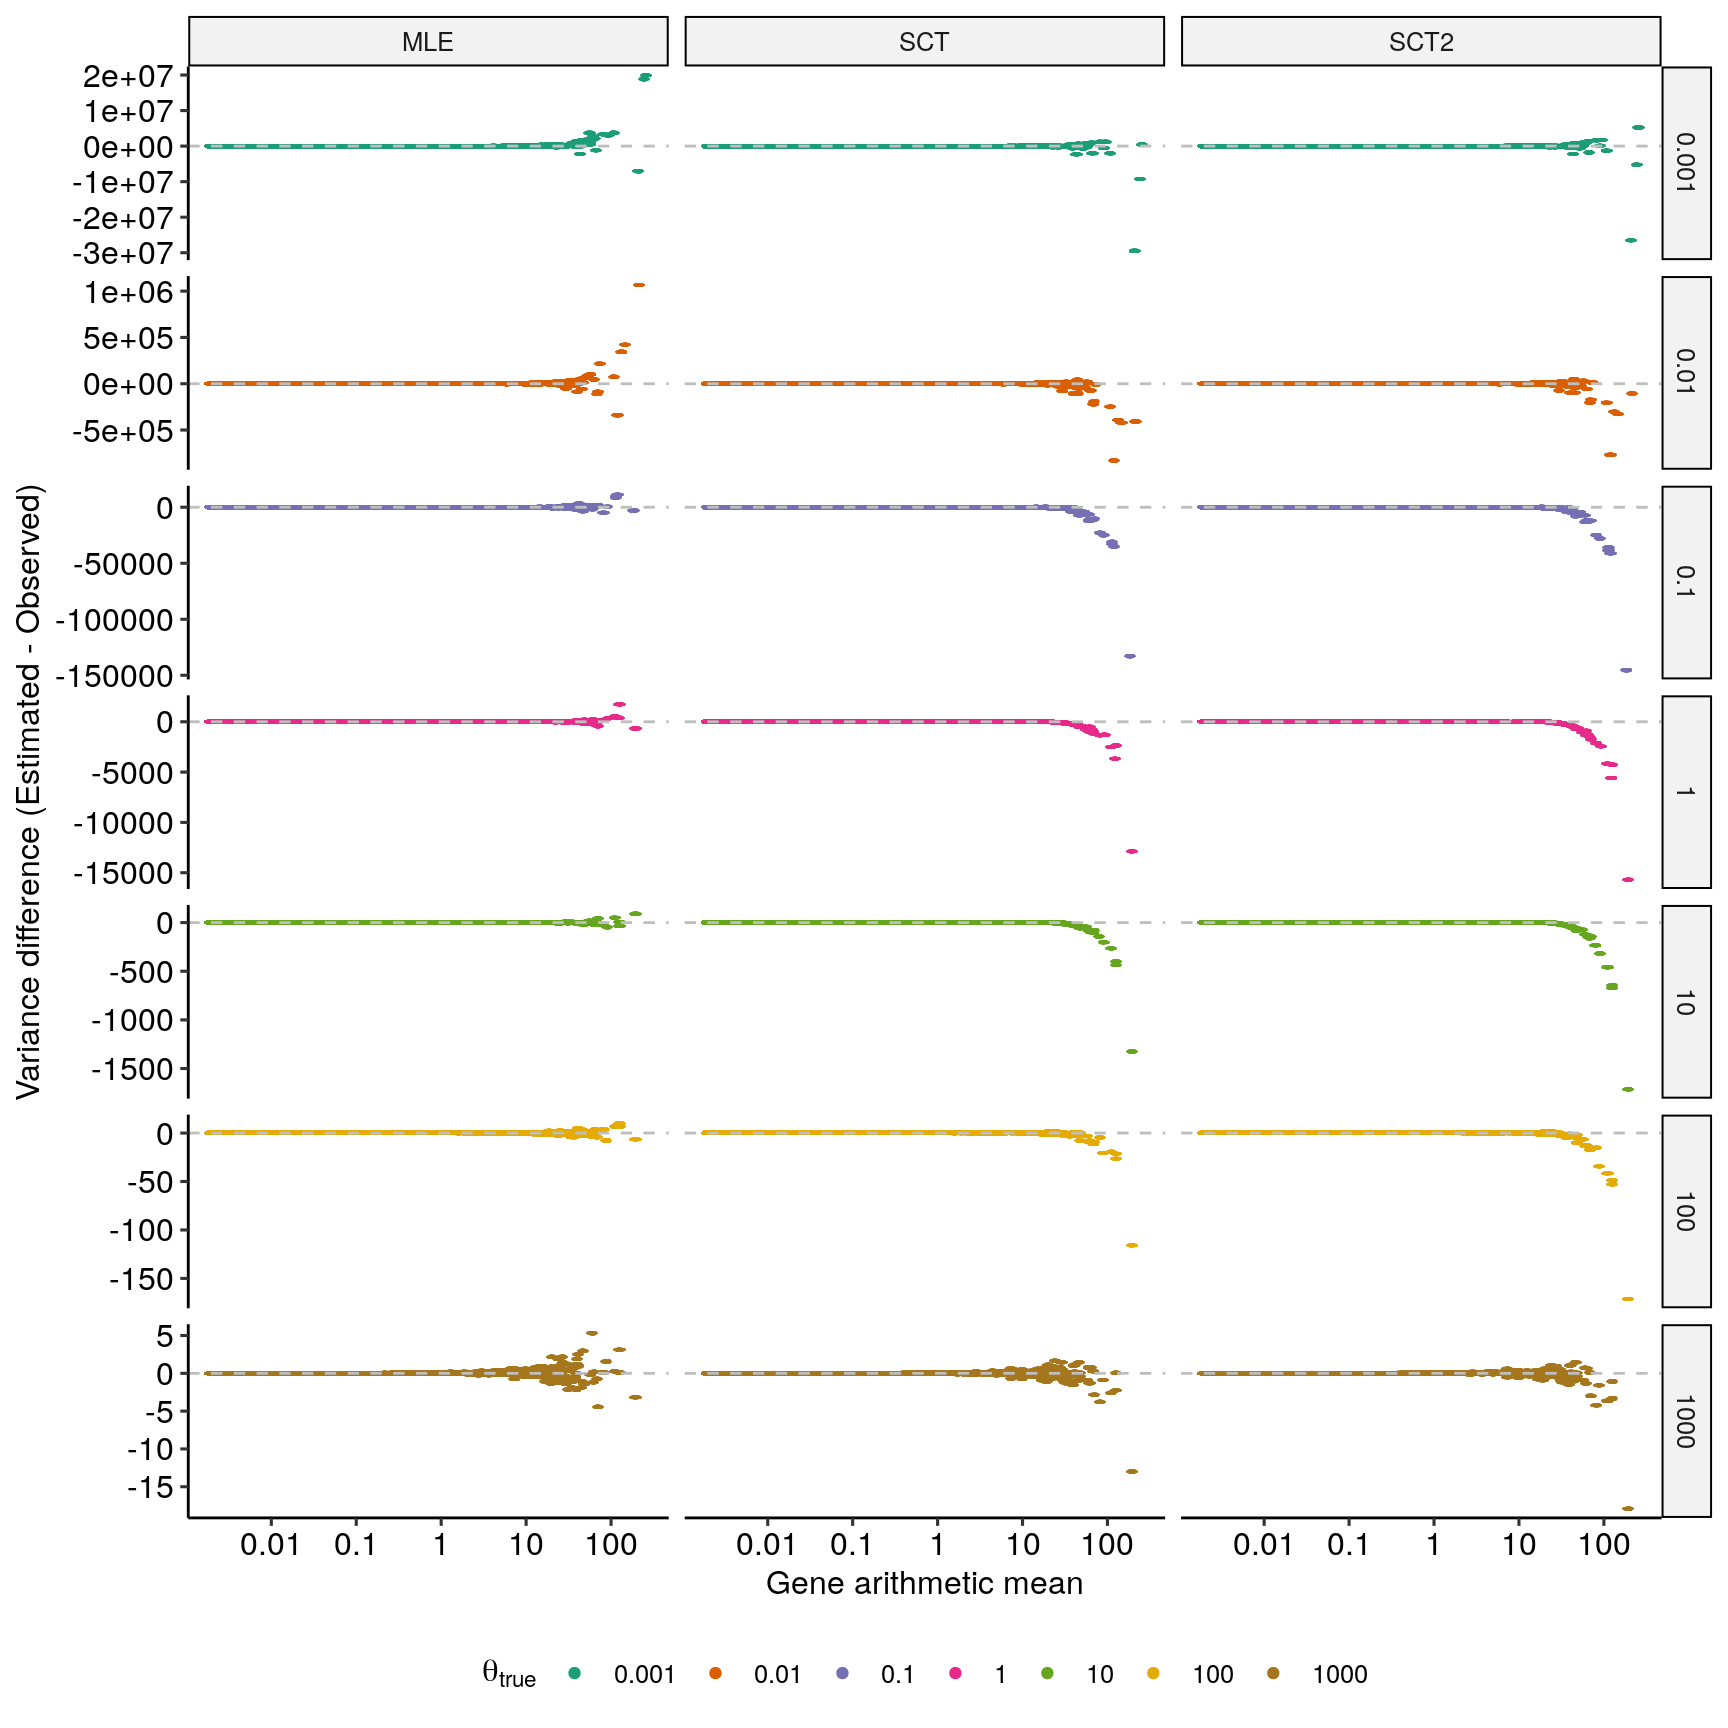 MLE SCT SCT2
2e+07
1e+07
0e+00
-1e+07
-2e+07
-3e+07
0.001
1e+06
5e+05
0e+00
-5e+05
0.01
0
-50000
-100000
-150000
0.1
0
-5000
-10000
-15000
1
0
-500
-1000
-1500
10
0
-50
-100
-150
100
5
0
-5
-10
-15
1000
Variance difference (Estimated - Observed)
0.01 0.1 1 10 100 0.01 0.1 1 10 100 0.01 0.1 1 10 100
Gene arithmetic mean
θtrue 0.001 0.01 0.1 1 10 100 1000